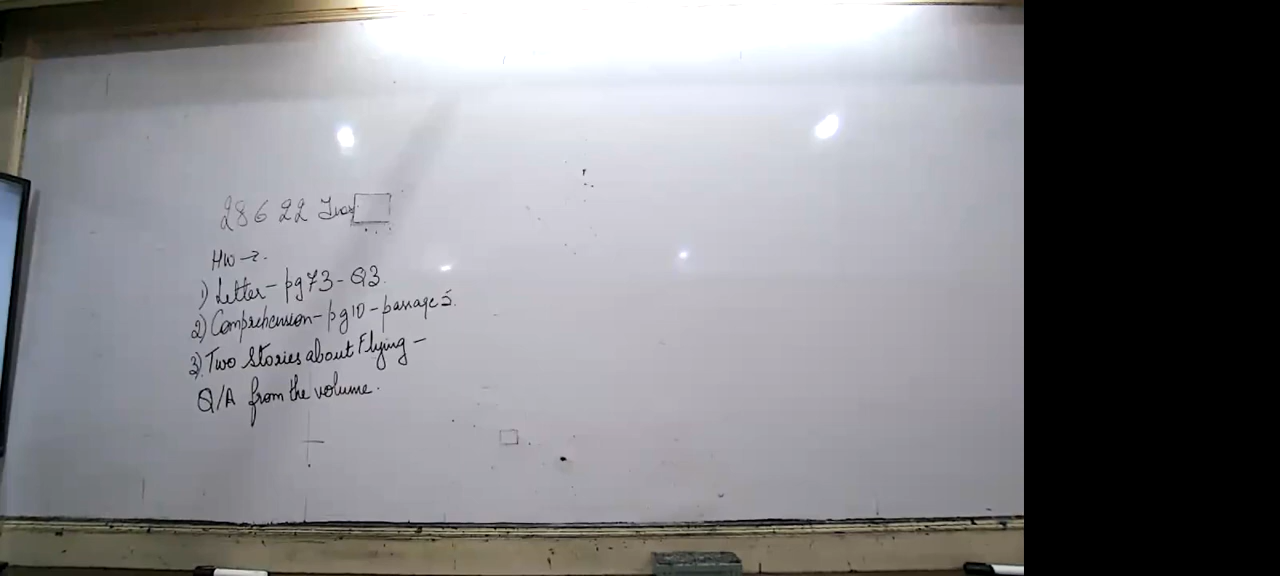 28 6 22
HW →.
1) Letter - pg 73 - Q3.
2) Comprehension - pg 10 - passage 5.
3) Two Stories about Flying -
Q/A from the volume.